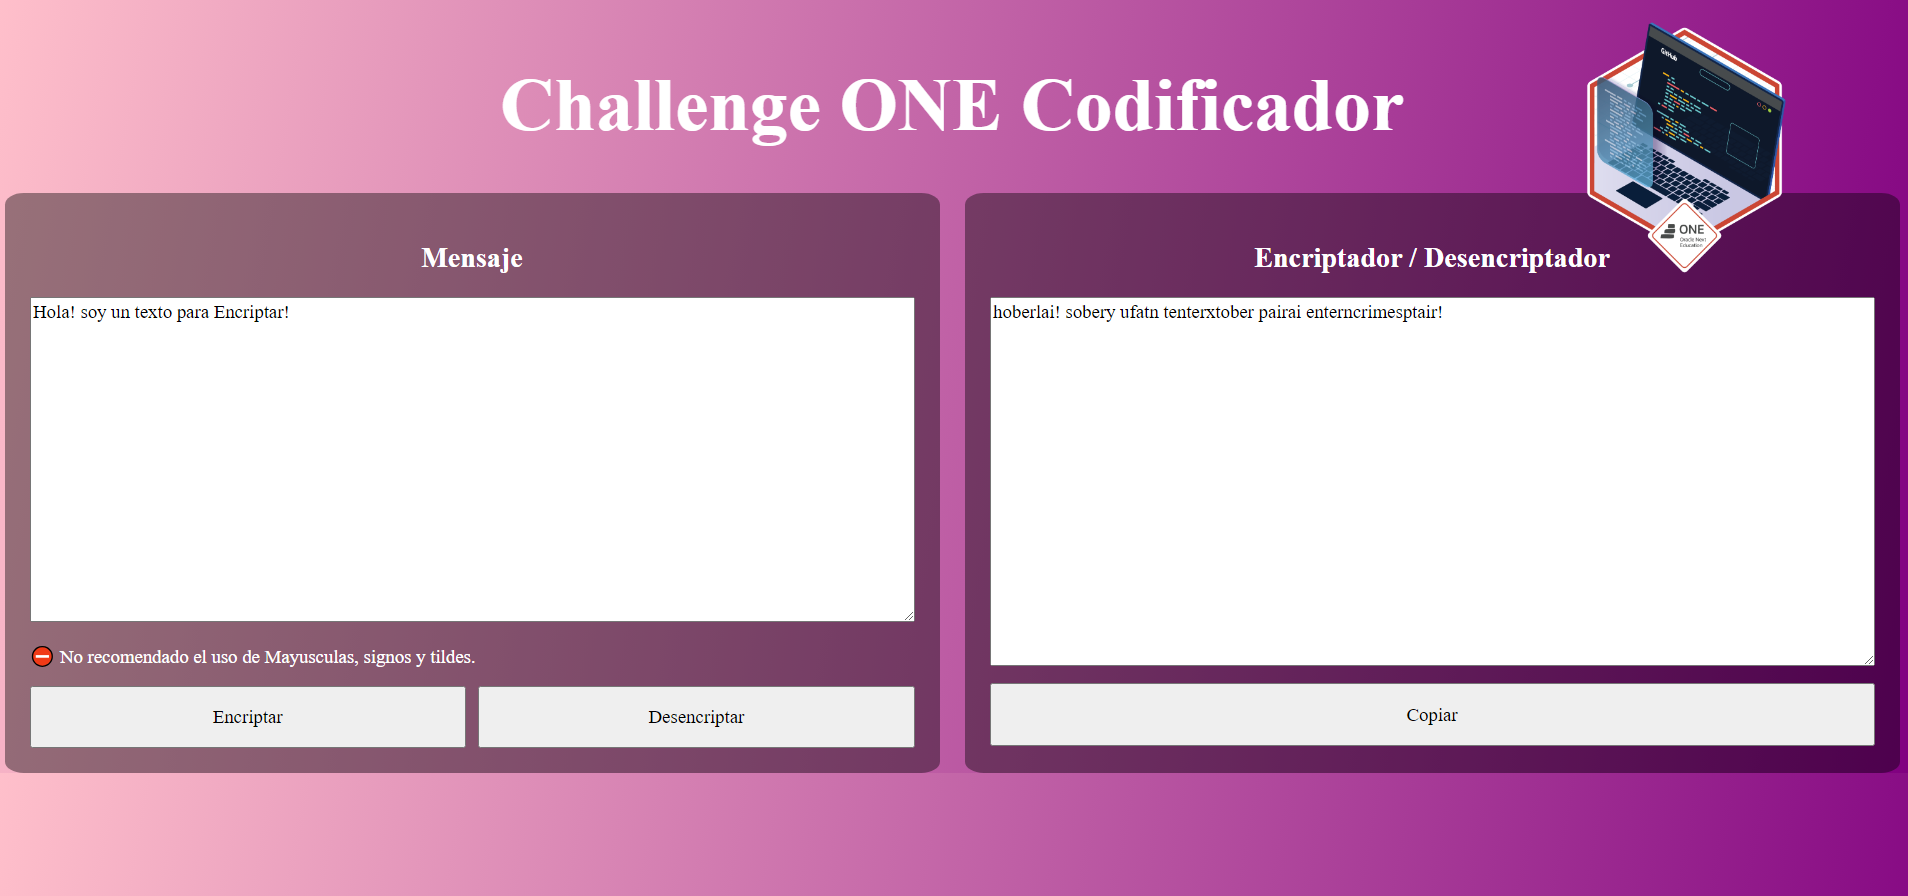 Challenge ONE Codificador
GitHub
ONE
Oracle Next
Education
Mensaje
Hola! soy un texto para Encriptar!
No recomendado el uso de Mayusculas, signos y tildes.
Encriptar
Desencriptar
Encriptador / Desencriptador
hoberlai! sobery ufatn tenterxtober pairai enterncrimesptair!
Copiar